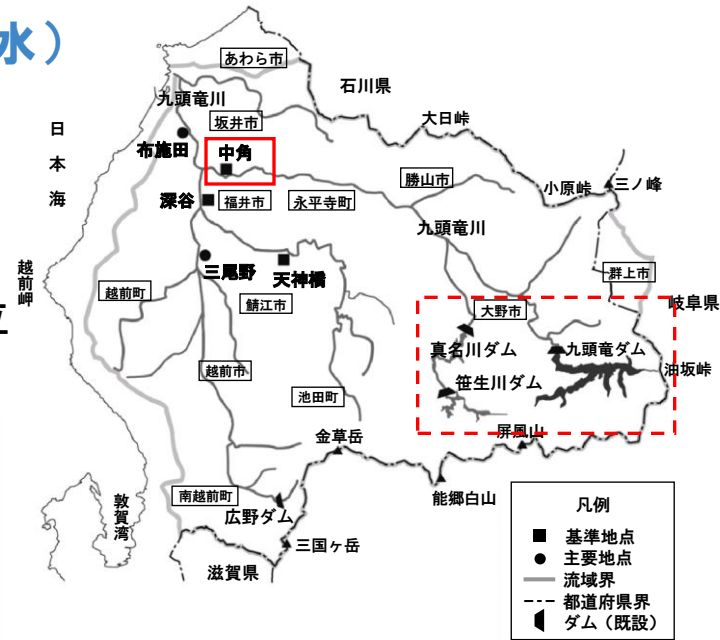 水）
あわら市
石川県
九頭竜川
大日峠
坂井市
日本海
布施田
中角
勝山市
小原峠
三ノ峰
深谷
福井市
永平寺町
九頭竜川
越前岬
三尾野
天神橋
群上市
越前町
鯖江市
大野市
岐阜県
真名川ダム
九頭竜ダム
油坂峠
越前市
笹生川ダム
池田町
金草岳
屏風山
南越前町
能郷白山
敦賀湾
広野ダム
三国ヶ岳
滋賀県
凡例
基準地点
主要地点
流域界
都道府県界
ダム（既設）